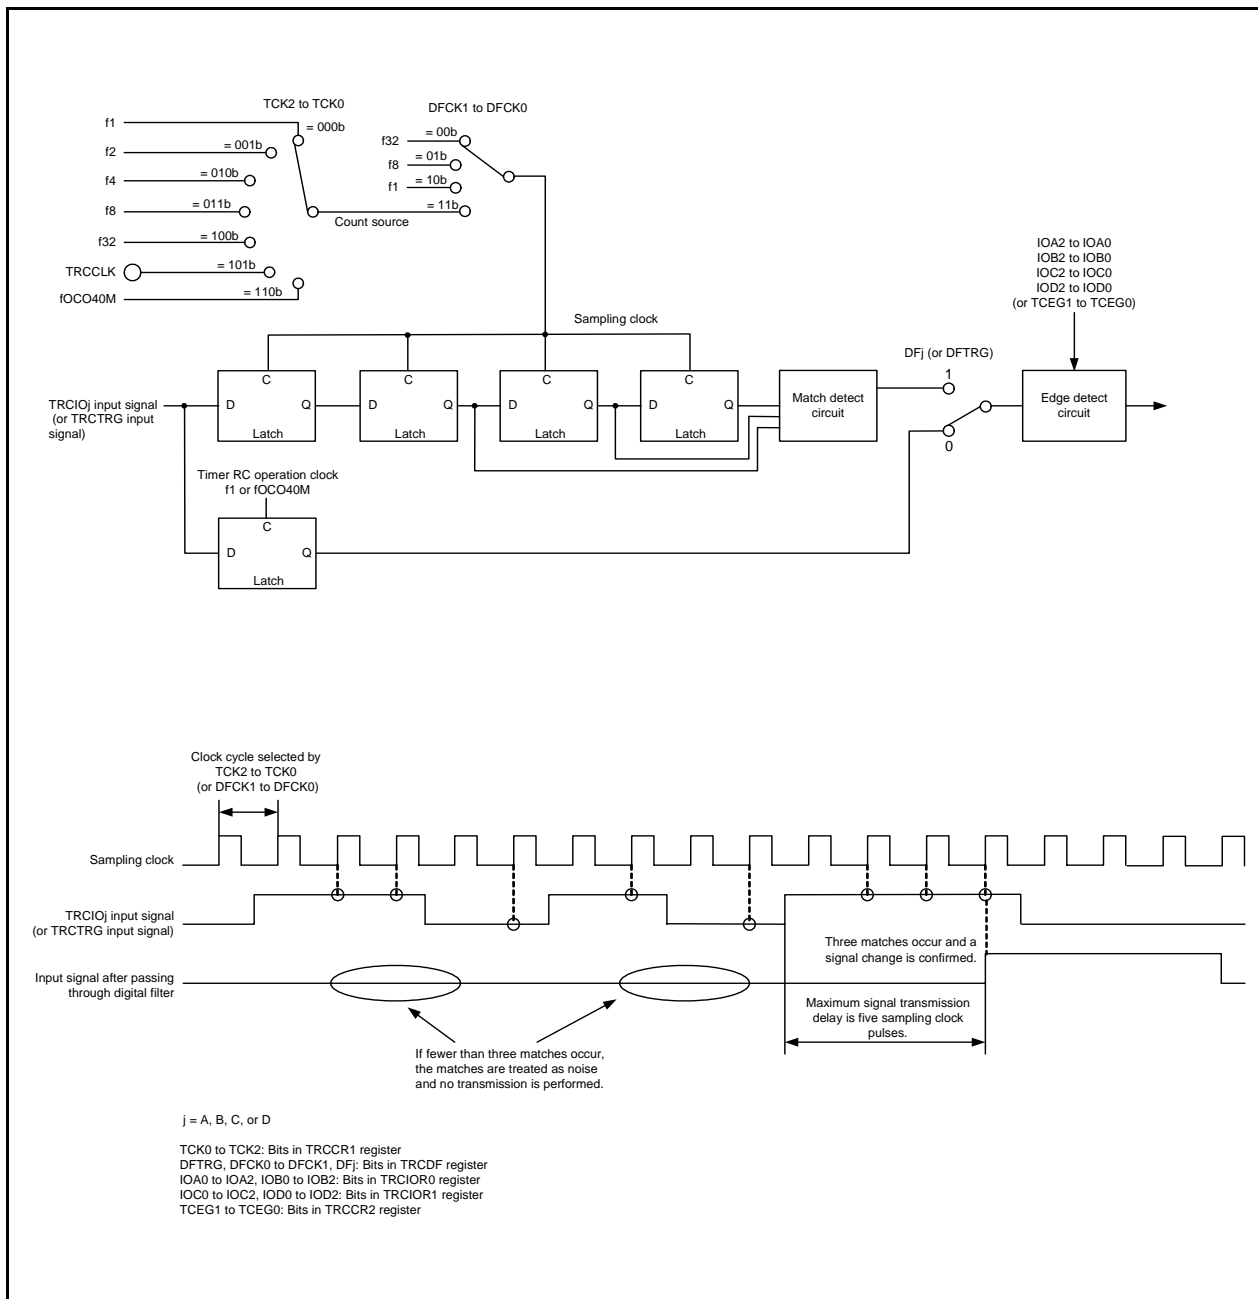 TCK2 to TCK0
DFCK1 to DFCK0
f1
= 000b
f2
= 001b
f4
= 010b
f8
= 011b
f32
= 100b
TRCCLK
= 101b
fOCO40M
= 110b
Count source
f32
= 00b
f8
= 01b
f1
= 10b
= 11b
IOA2 to IOA0
IOB2 to IOB0
IOC2 to IOC0
IOD2 to IOD0
(or TCEG1 to TCEG0)
Sampling clock
DFj (or DFTRG)
1
0
TRCIOj input signal
(or TRCTRG input
signal)
C
D
Q
Latch
C
D
Q
Latch
C
D
Q
Latch
C
D
Q
Latch
Match detect
circuit
Edge detect
circuit
Timer RC operation clock
f1 or fOCO40M
C
D
Q
Latch
Clock cycle selected by
TCK2 to TCK0
(or DFCK1 to DFCK0)
Sampling clock
TRCIOj input signal
(or TRCTRG input signal)
Three matches occur and a
signal change is confirmed.
Input signal after passing
through digital filter
Maximum signal transmission
delay is five sampling clock
pulses.
If fewer than three matches occur,
the matches are treated as noise
and no transmission is performed.
j = A, B, C, or D
TCK0 to TCK2: Bits in TRCCR1 register
DFTRG, DFCK0 to DFCK1, DFj: Bits in TRCDF register
IOA0 to IOA2, IOB0 to IOB2: Bits in TRCIOR0 register
IOC0 to IOC2, IOD0 to IOD2: Bits in TRCIOR1 register
TCEG1 to TCEG0: Bits in TRCCR2 register